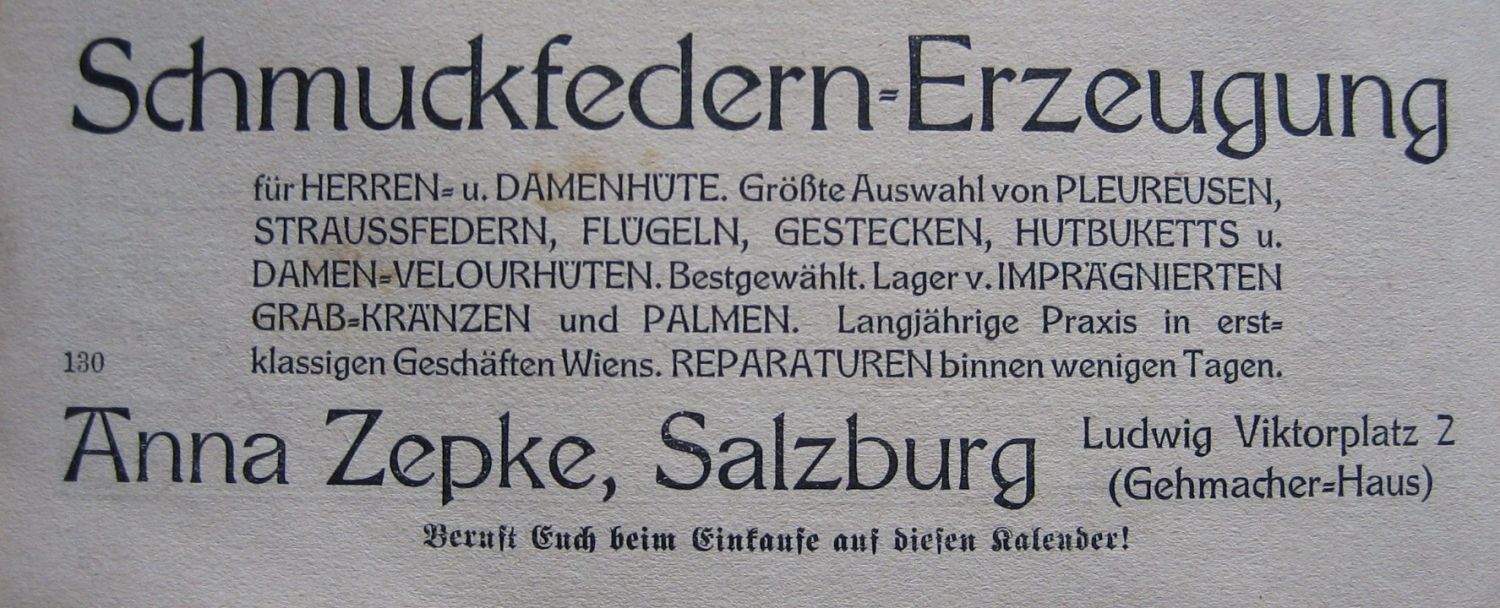 Schmuckfedern-Erzeugung
für HERREN- u. DAMENHÜTE. Größte Auswahl von PLEUREUSEN,
STRAUSSFEDERN, FLÜGELN, GESTECKEN, HUTBUKETTS u.
DAMEN-VELOURHÜTEN. Bestgewählt. Lager v. IMPRÄGNIERTEN
GRAB-KRÄNZEN und PALMEN. Langjährige Praxis in erst-
130 klassigen Geschäften Wiens. REPARATUREN binnen wenigen Tagen.
Anna Zepke, Salzburg
Ludwig Viktorplatz 2
(Gehmacher-Haus)
Beruft Euch beim Einkaufe auf diesen Kalender!